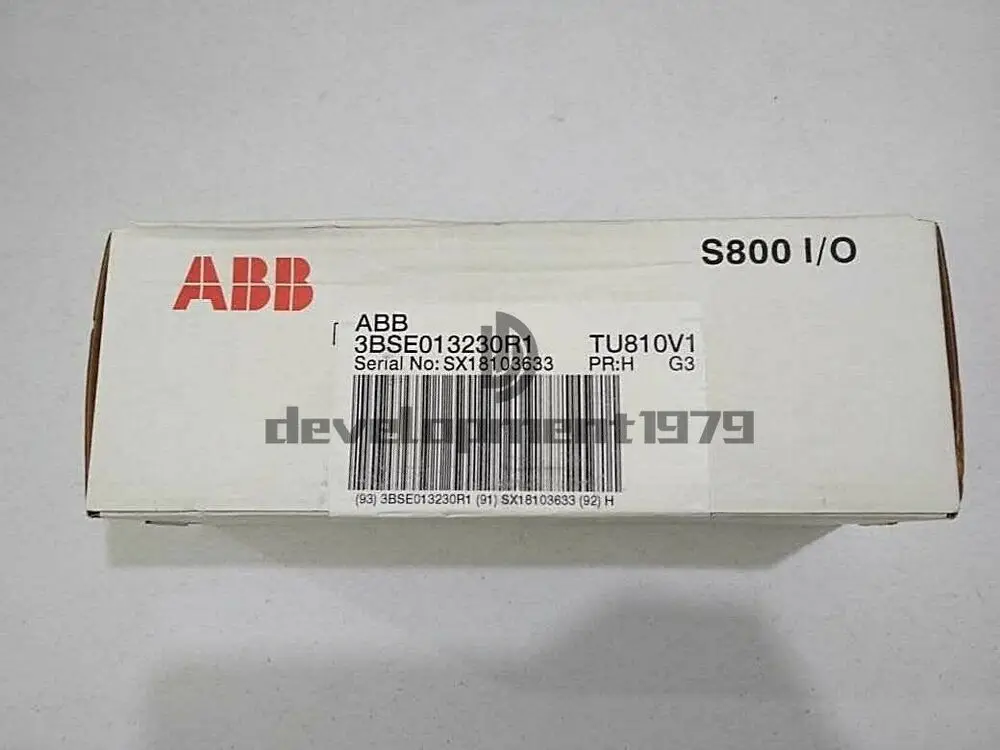 S800 I/O
ABB
ABB
3BSE013230R1 TU810V1
Serial No: SX18103633 PR:H G3
development1979
(93) 3BSE013230R1 (91) SX18103633 (92) H